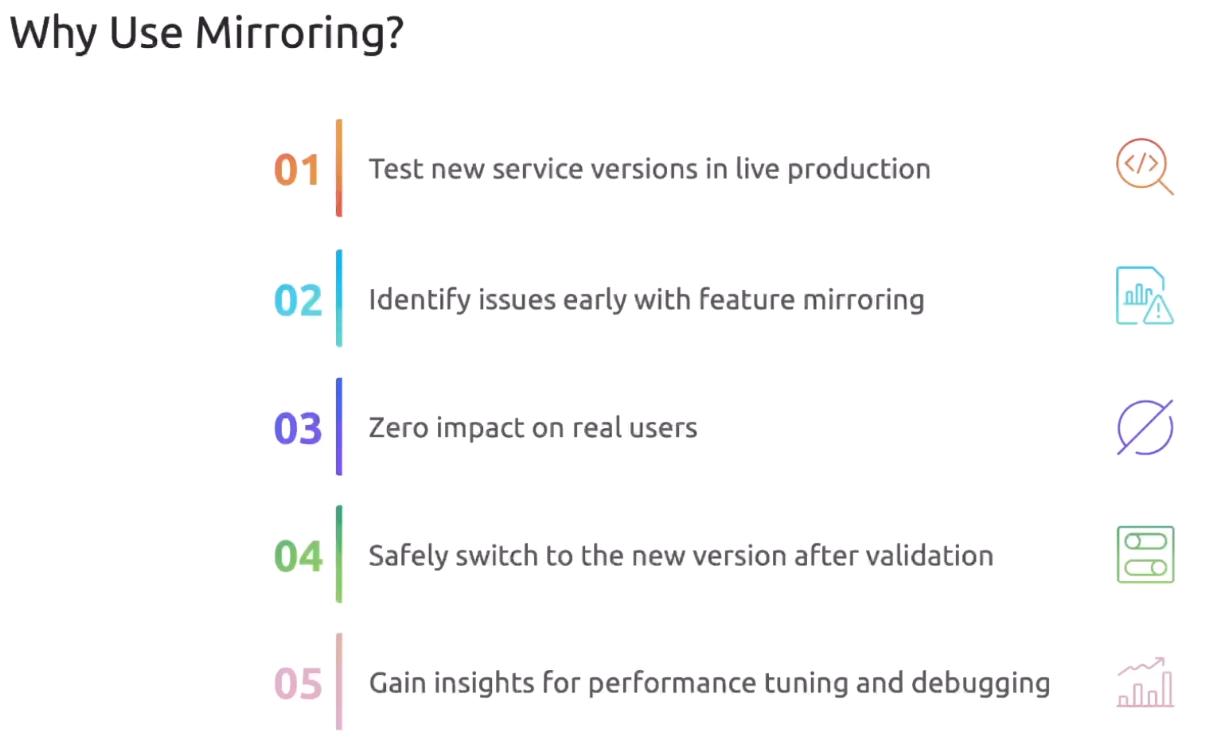 Why Use Mirroring?
01 Test new service versions in live production
02 Identify issues early with feature mirroring
03 Zero impact on real users
04 Safely switch to the new version after validation
05 Gain insights for performance tuning and debugging